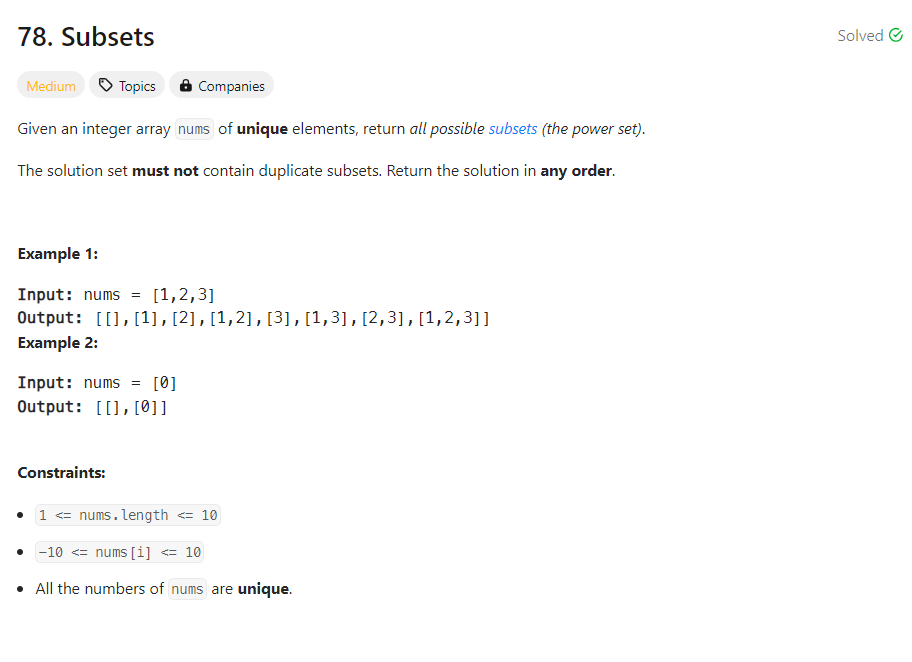 78. Subsets
Solved
Medium Topics Companies
Given an integer array nums of unique elements, return all possible subsets (the power set).
The solution set must not contain duplicate subsets. Return the solution in any order.
Example 1:
Input: nums = [1,2,3]
Output: [[],[1],[2],[1,2],[3],[1,3],[2,3],[1,2,3]]
Example 2:
Input: nums = [0]
Output: [[],[0]]
Constraints:
• 1 <= nums.length <= 10
• -10 <= nums[i] <= 10
• All the numbers of nums are unique.